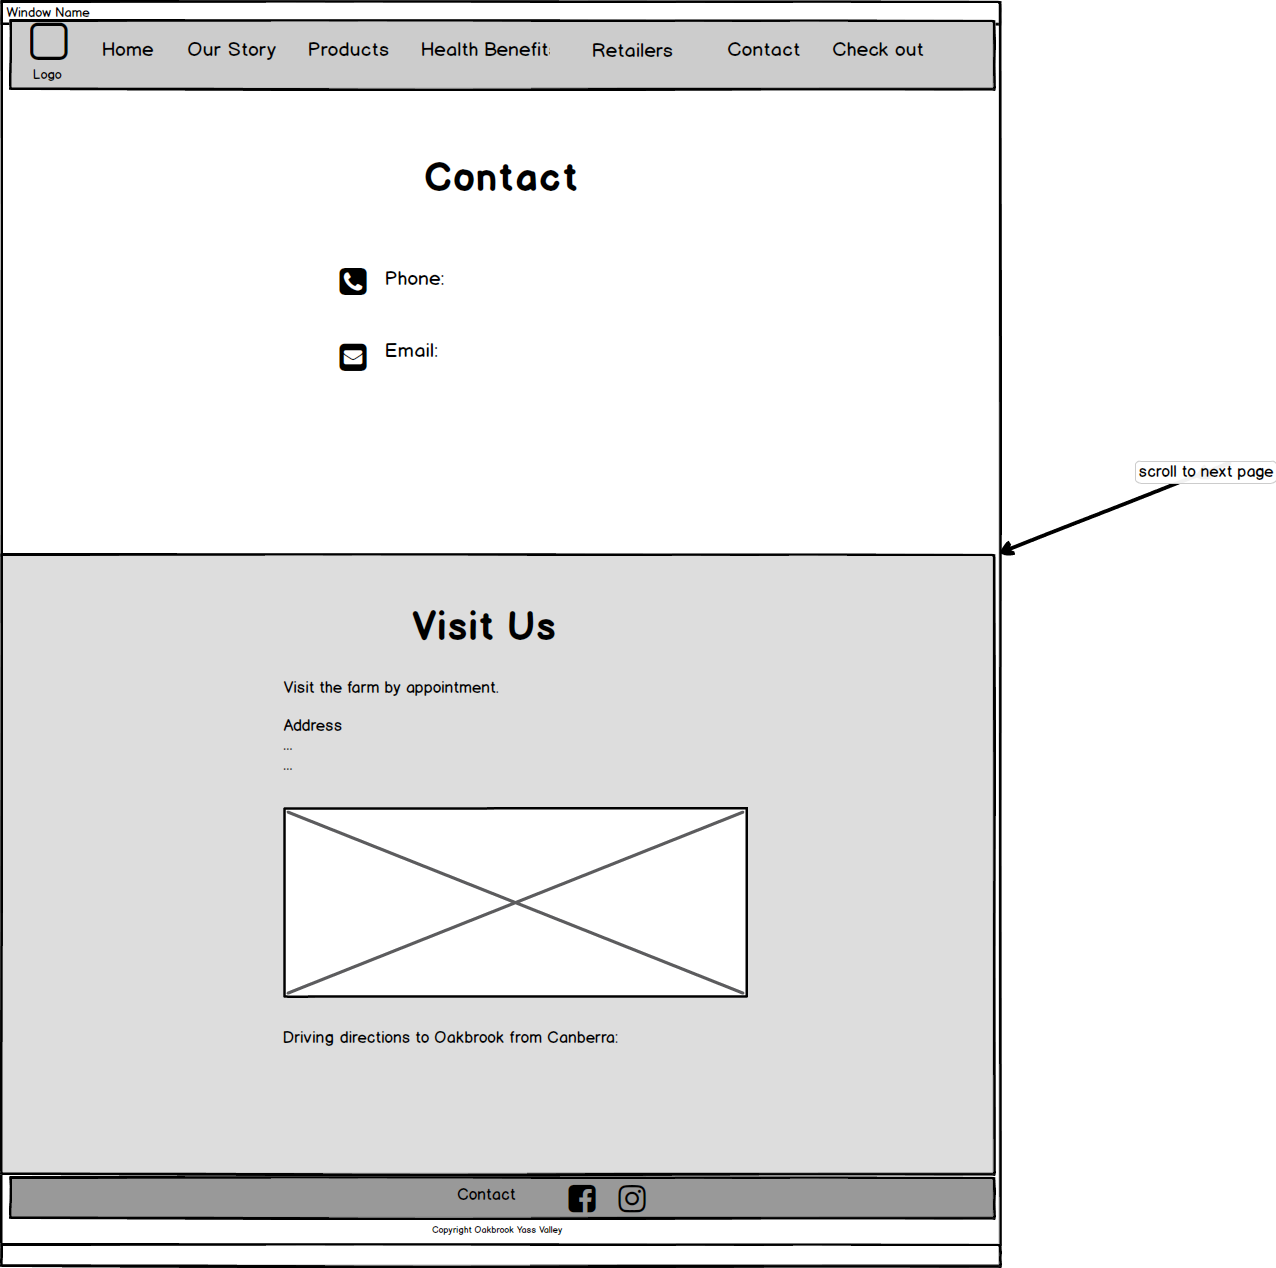 Window Name
Logo
Home Our Story Products Health Benefit Retailers Contact Check out
Contact
Phone:
Email:
scroll to next page
Visit Us
Visit the farm by appointment.
Address
...
...
Driving directions to Oakbrook from Canberra:
Contact
Copyright Oakbrook Yass Valley